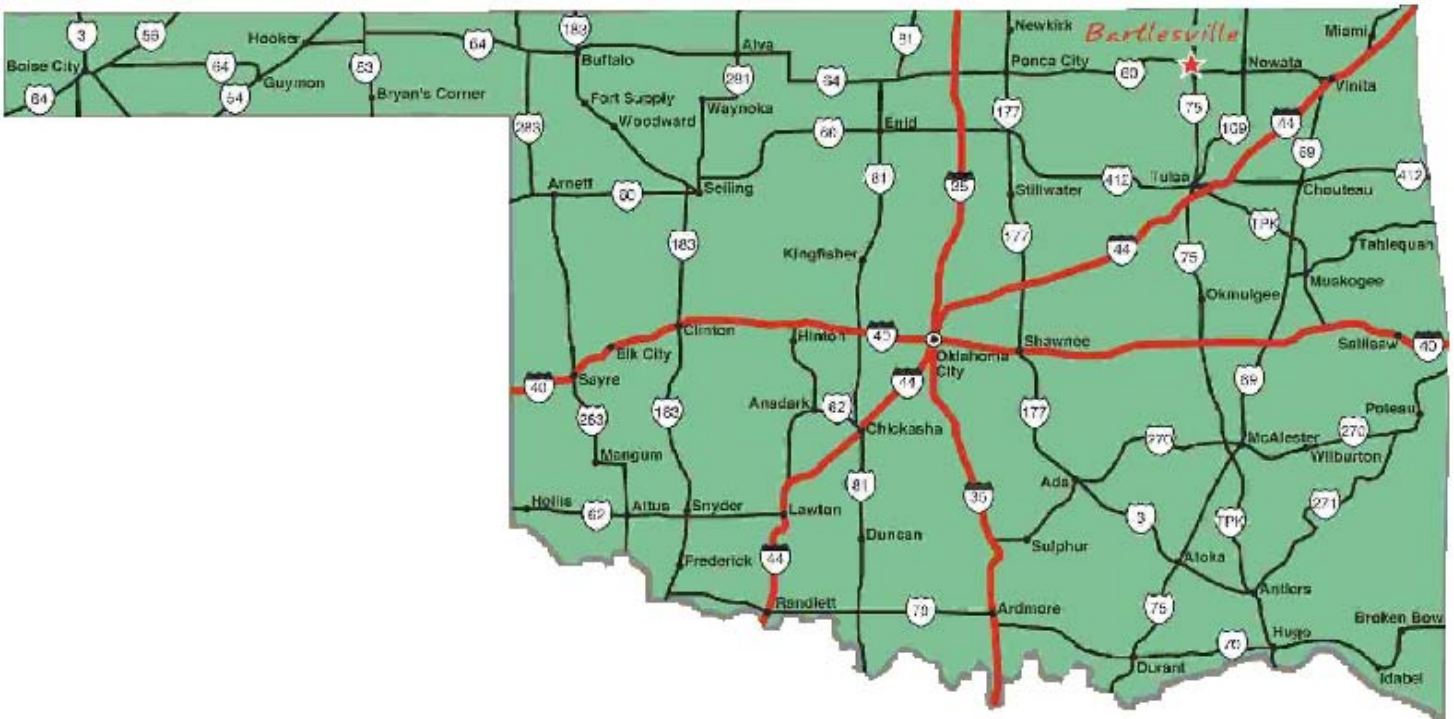 3
56
Hooker
64
183
Alva
81
Newkirk
Bartlesville
Miami
Boise City
64
Guymon
53
Buffalo
281
64
Ponca City
60
Nowata
Vinita
64
54
Bryan's Corner
Fort Supply
Waynoka
177
75
169
44
283
Woodward
66
Enid
69
Arnett
60
Seiling
81
35
Stillwater
412
Tulsa
Chouteau
412
183
177
44
TPK
Tahlequah
Kingfisher
75
Muskogee
Okmulgee
Clinton
Hinton
40
Shawnee
Sallisaw
40
Elk City
Oklahoma
City
40
Sayre
44
69
283
183
Anadark
62
177
Poteau
Chickasha
270
McAlester
270
Mangum
Wilburton
81
Ada
35
271
Hollis
62
Altus
Snyder
Lawton
3
TPK
Duncan
Sulphur
Frederick
44
Atoka
Antlers
Randlett
70
Ardmore
75
Broken Bow
70
Hugo
Durant
Idabel